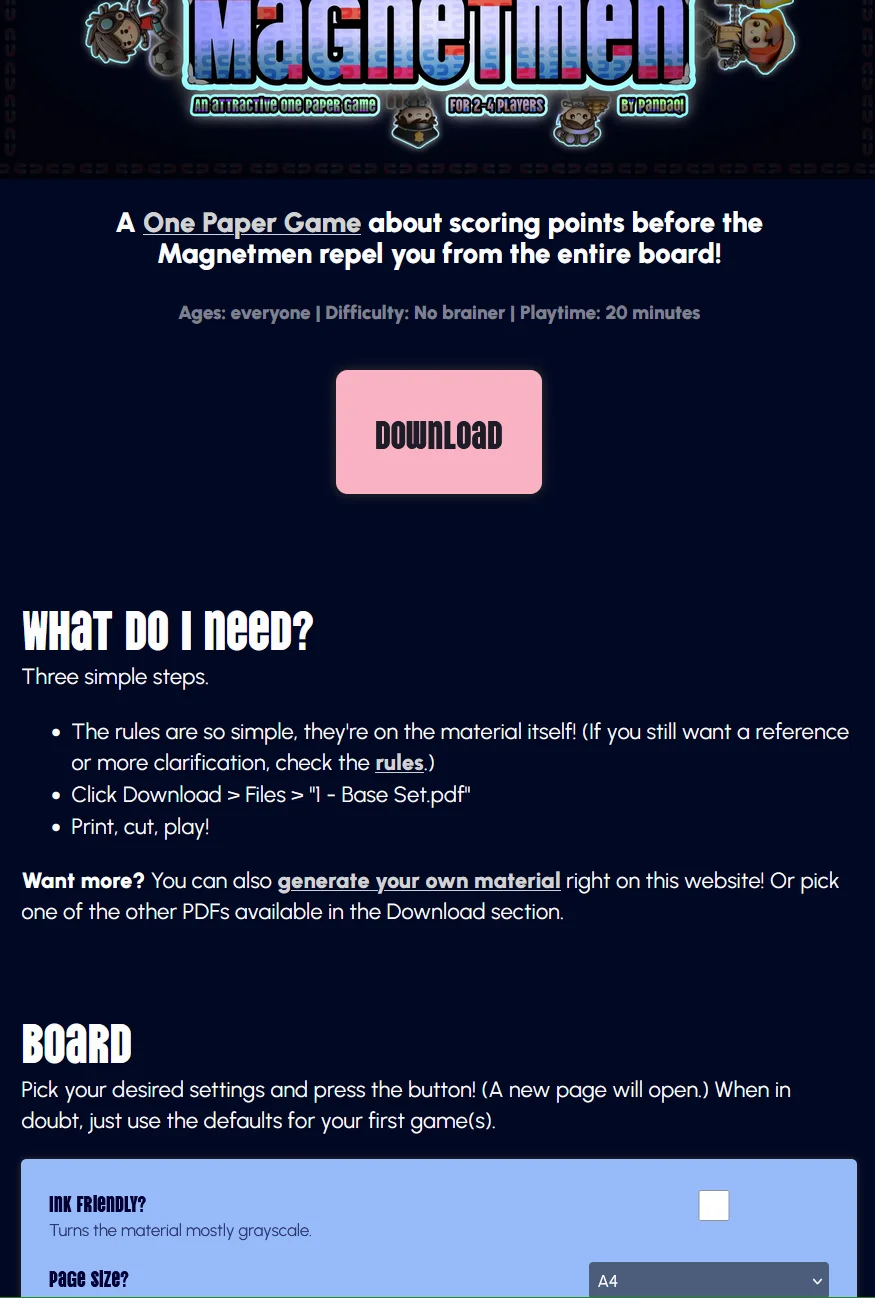 MaGneTmen
An attractive one paper game
for 2-4 players
by Pandaqi
A One Paper Game about scoring points before the
Magnetmen repel you from the entire board!
Ages: everyone | Difficulty: No brainer | Playtime: 20 minutes
Download
What do I need?
Three simple steps.
• The rules are so simple, they're on the material itself! (If you still want a reference
or more clarification, check the rules.)
• Click Download > Files > "1 - Base Set.pdf"
• Print, cut, play!
Want more? You can also generate your own material right on this website! Or pick
one of the other PDFs available in the Download section.
Board
Pick your desired settings and press the button! (A new page will open.) When in
doubt, just use the defaults for your first game(s).
Ink Friendly?
Turns the material mostly grayscale.
Page Size?
A4